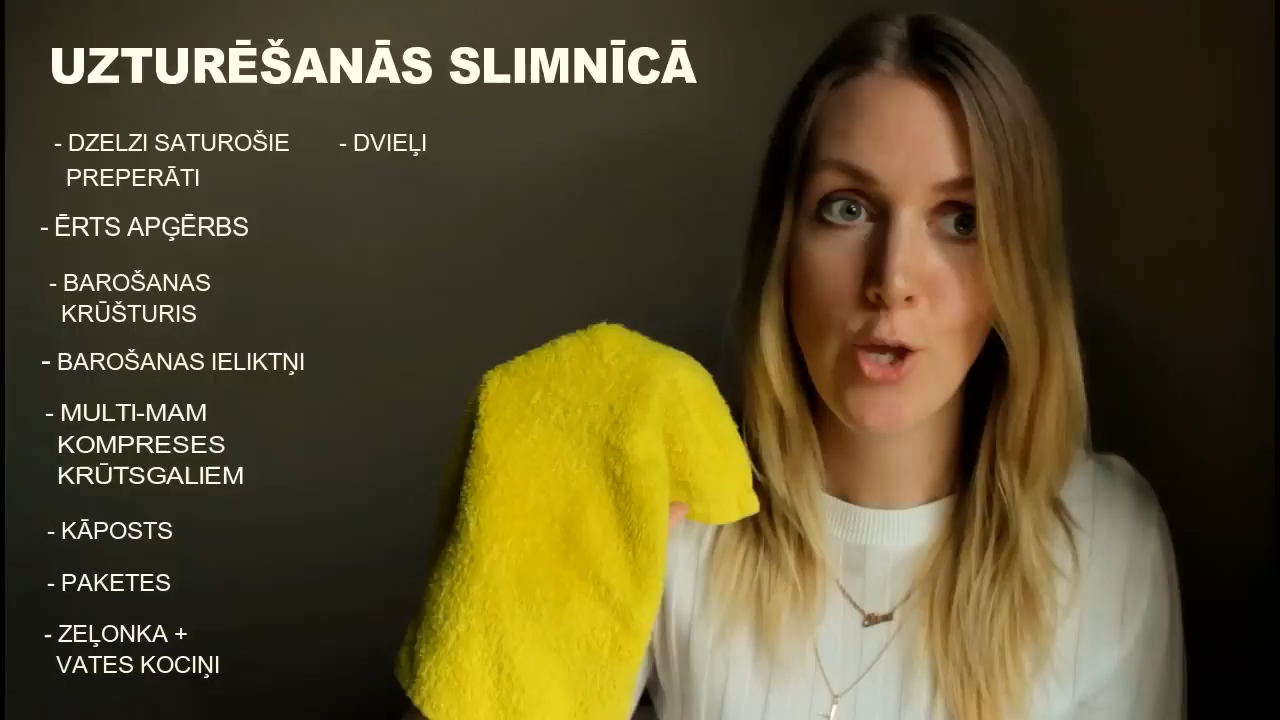 UZTURĒŠANĀS SLIMNĪCĀ
- DZELZI SATUROŠIE
PREPERĀTI
- ĒRTS APĢĒRBS
- BAROŠANAS
KRŪŠTURIS
- BAROŠANAS IELIKTŅI
- MULTI-MAM
KOMPRESES
KRŪTSGALIEM
- KĀPOSTS
- PAKETES
- ZEĻONKA +
VATES KOCIŅI
- DVIEĻI